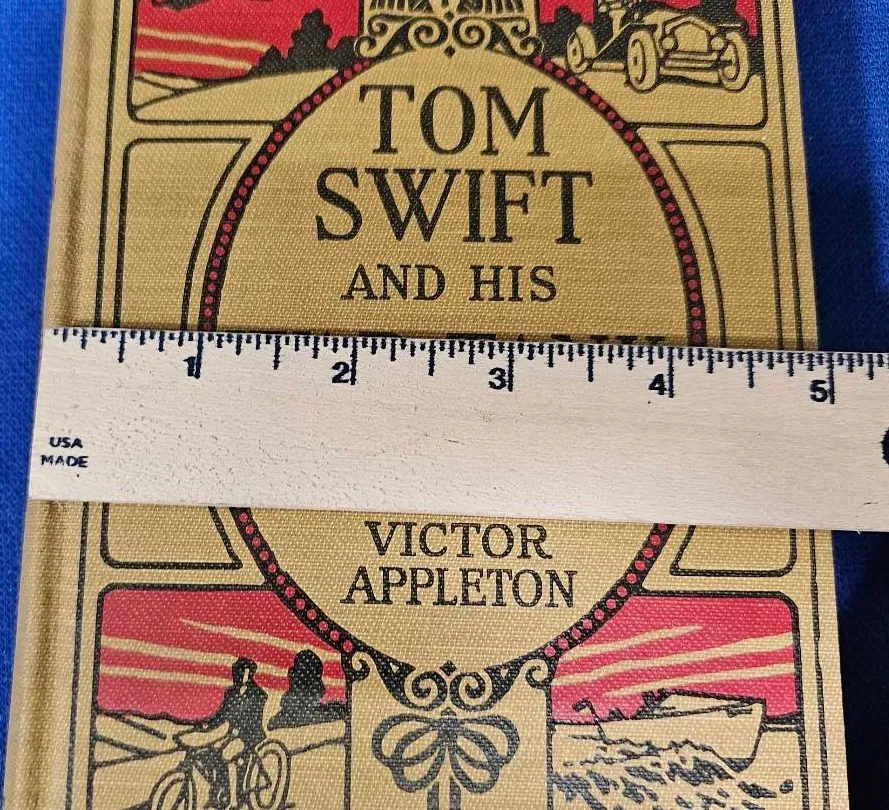 TOM
SWIFT
AND HIS
1 2 3 4 5
USA
MADE
VICTOR
APPLETON